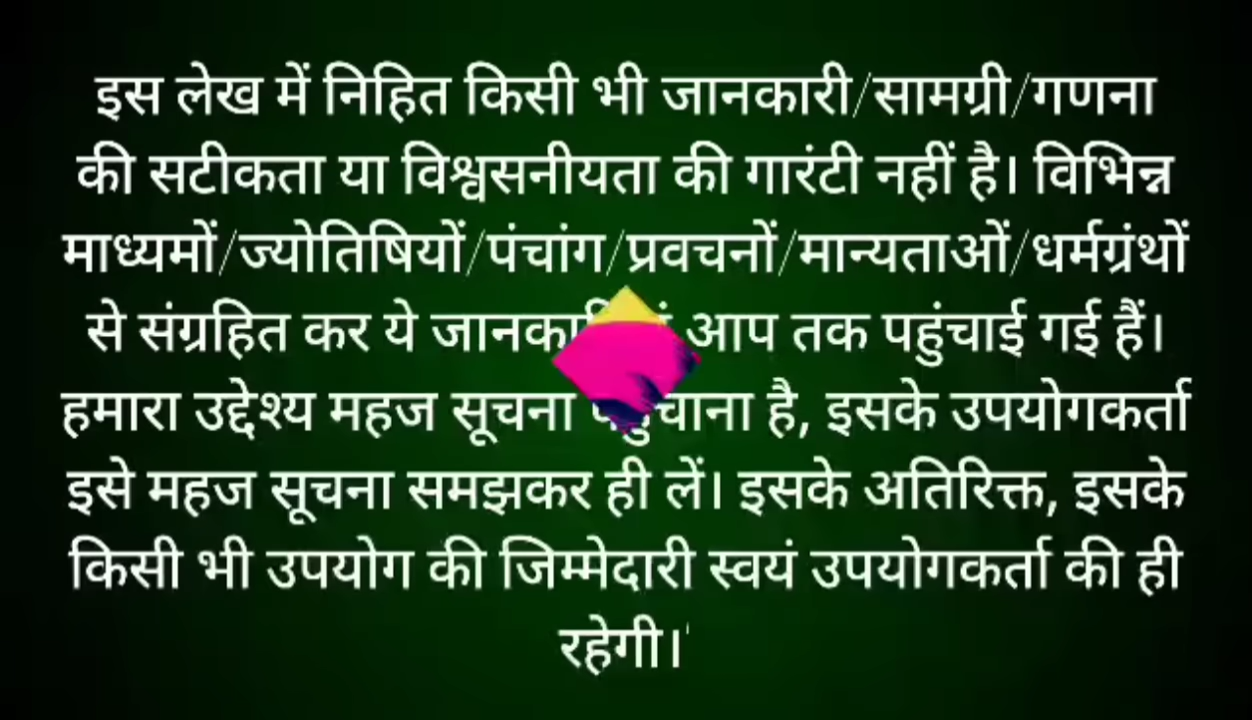 इस लेख में निहित किसी भी जानकारी/सामग्री/गणना
की सटीकता या विश्वसनीयता की गारंटी नहीं है। विभिन्न
माध्यमों/ज्योतिषियों/पंचांग/प्रवचनों/मान्यताओं/धर्मग्रंथों
से संग्रहित कर ये आप तक पहुंचाई गई हैं।
हमारा उद्देश्य महज सूचना है, इसके उपयोगकर्ता
इसे महज सूचना समझकर ही लें। इसके अतिरिक्त, इसके
किसी भी उपयोग की जिम्मेदारी स्वयं उपयोगकर्ता की ही
रहेगी।'